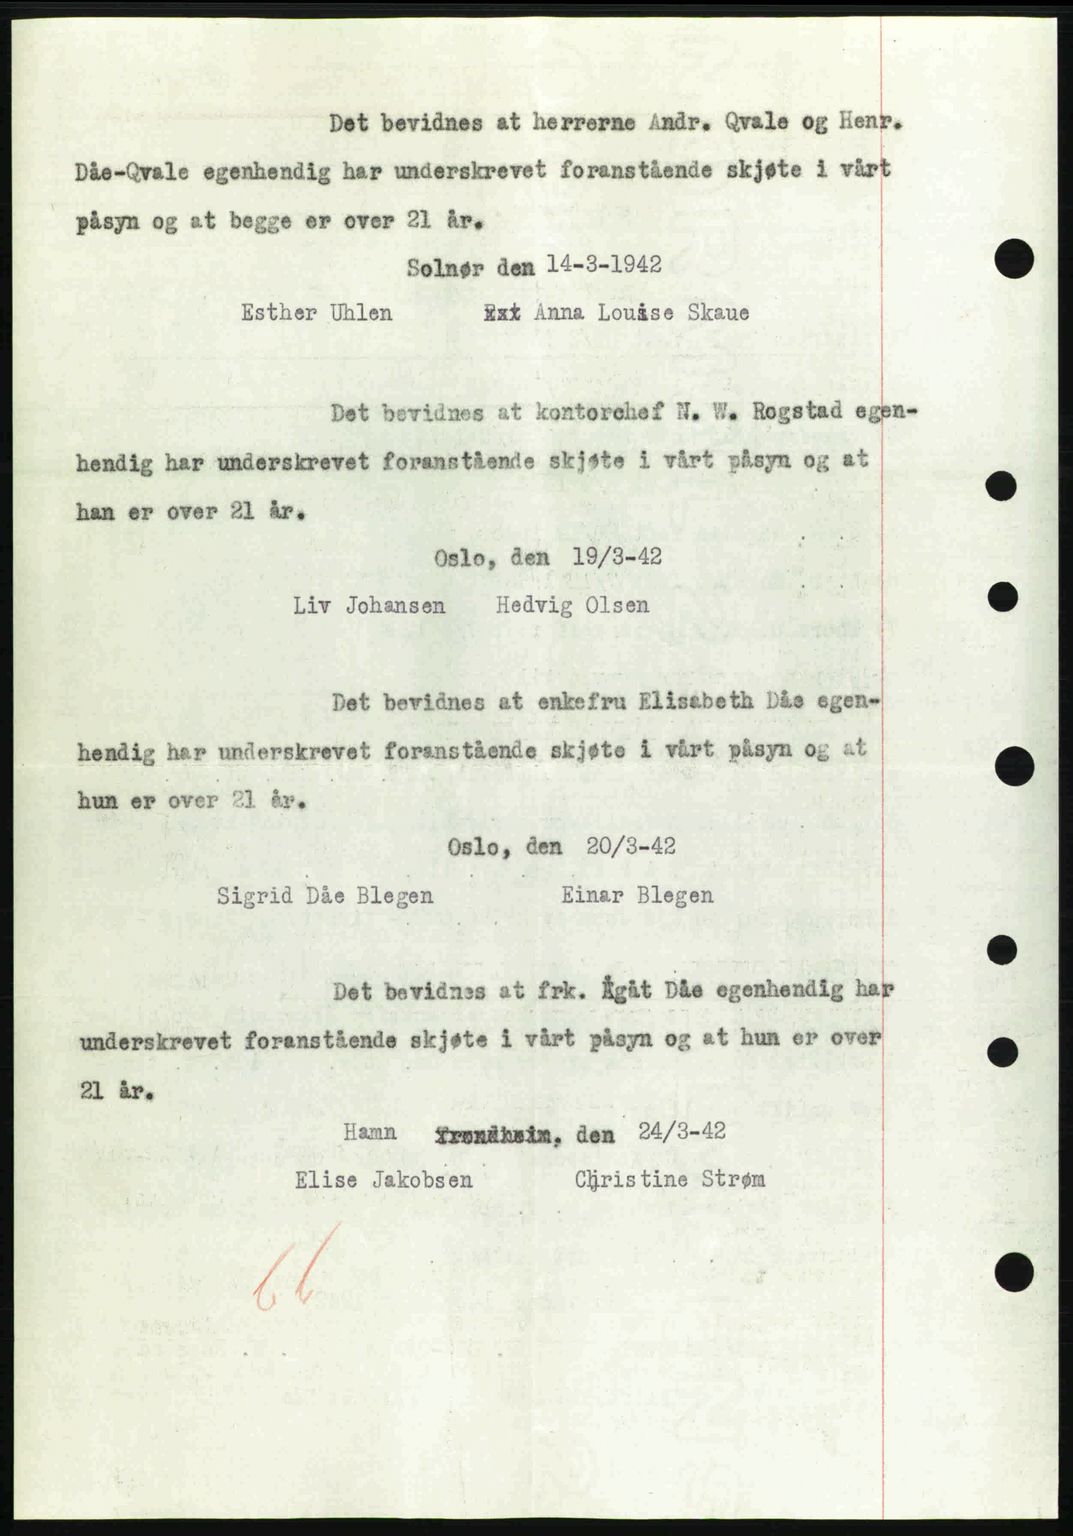 Det bevidnes at herrerne Andr. Qvale og Henr.
Dåe-Qvale egenhendig har underskrevet foranstående skjøte i vårt
påsyn og at begge er over 21 år.
Solnør den 14-3-1942
Esther Uhlen Ext Anna Louise Skaue
Det bevidnes at kontorchef N. W. Rogstad egen-
hendig har underskrevet foranstående skjøte i vårt påsyn og at
han er over 21 år.
Oslo, den 19/3-42
Liv Johansen Hedvig Olsen
Det bevidnes at enkefru Elisabeth Dåe egen-
hendig har underskrevet foranstående skjøte i vårt påsyn og at
hun er over 21 år.
Oslo, den 20/3-42
Sigrid Dåe Blegen Einar Blegen
Det bevidnes at frk. Ågåt Dåe egenhendig har
underskrevet foranstående skjøte i vårt påsyn og at hun er over
21 år.
Hamn Trondheim, den 24/3-42
Elise Jakobsen Christine Strøm
66